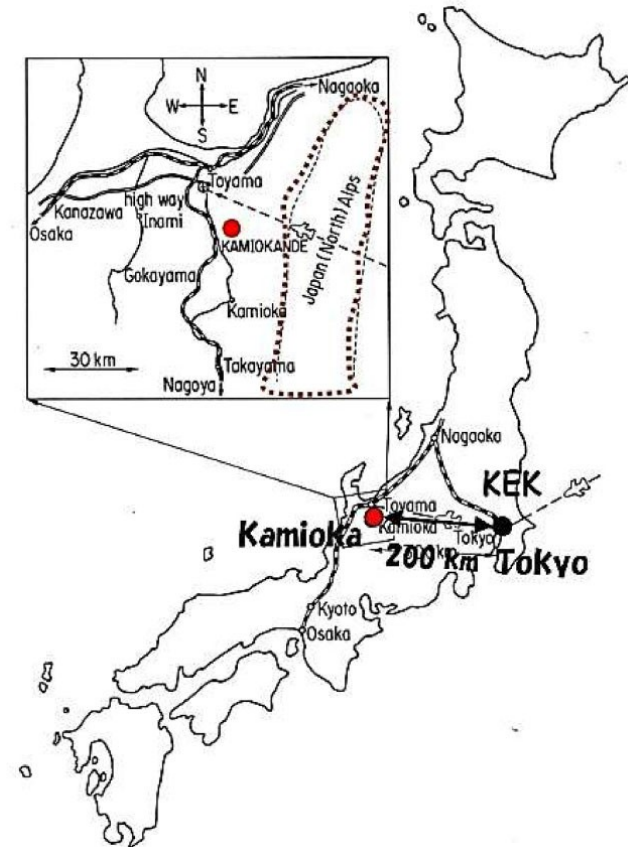 N
W E
S
Nagaoka
Toyama
high way
Kanazawa
Inami
Osaka
KAMIOKANDE
Japan (North) Alps
Gokayama
Kamioka
30 km
Takayama
Nagoya
Nagaoka
KEK
Toyama
Kamioka
Kamioka
Tokyo
200 km Tokyo
Kyoto
Osaka